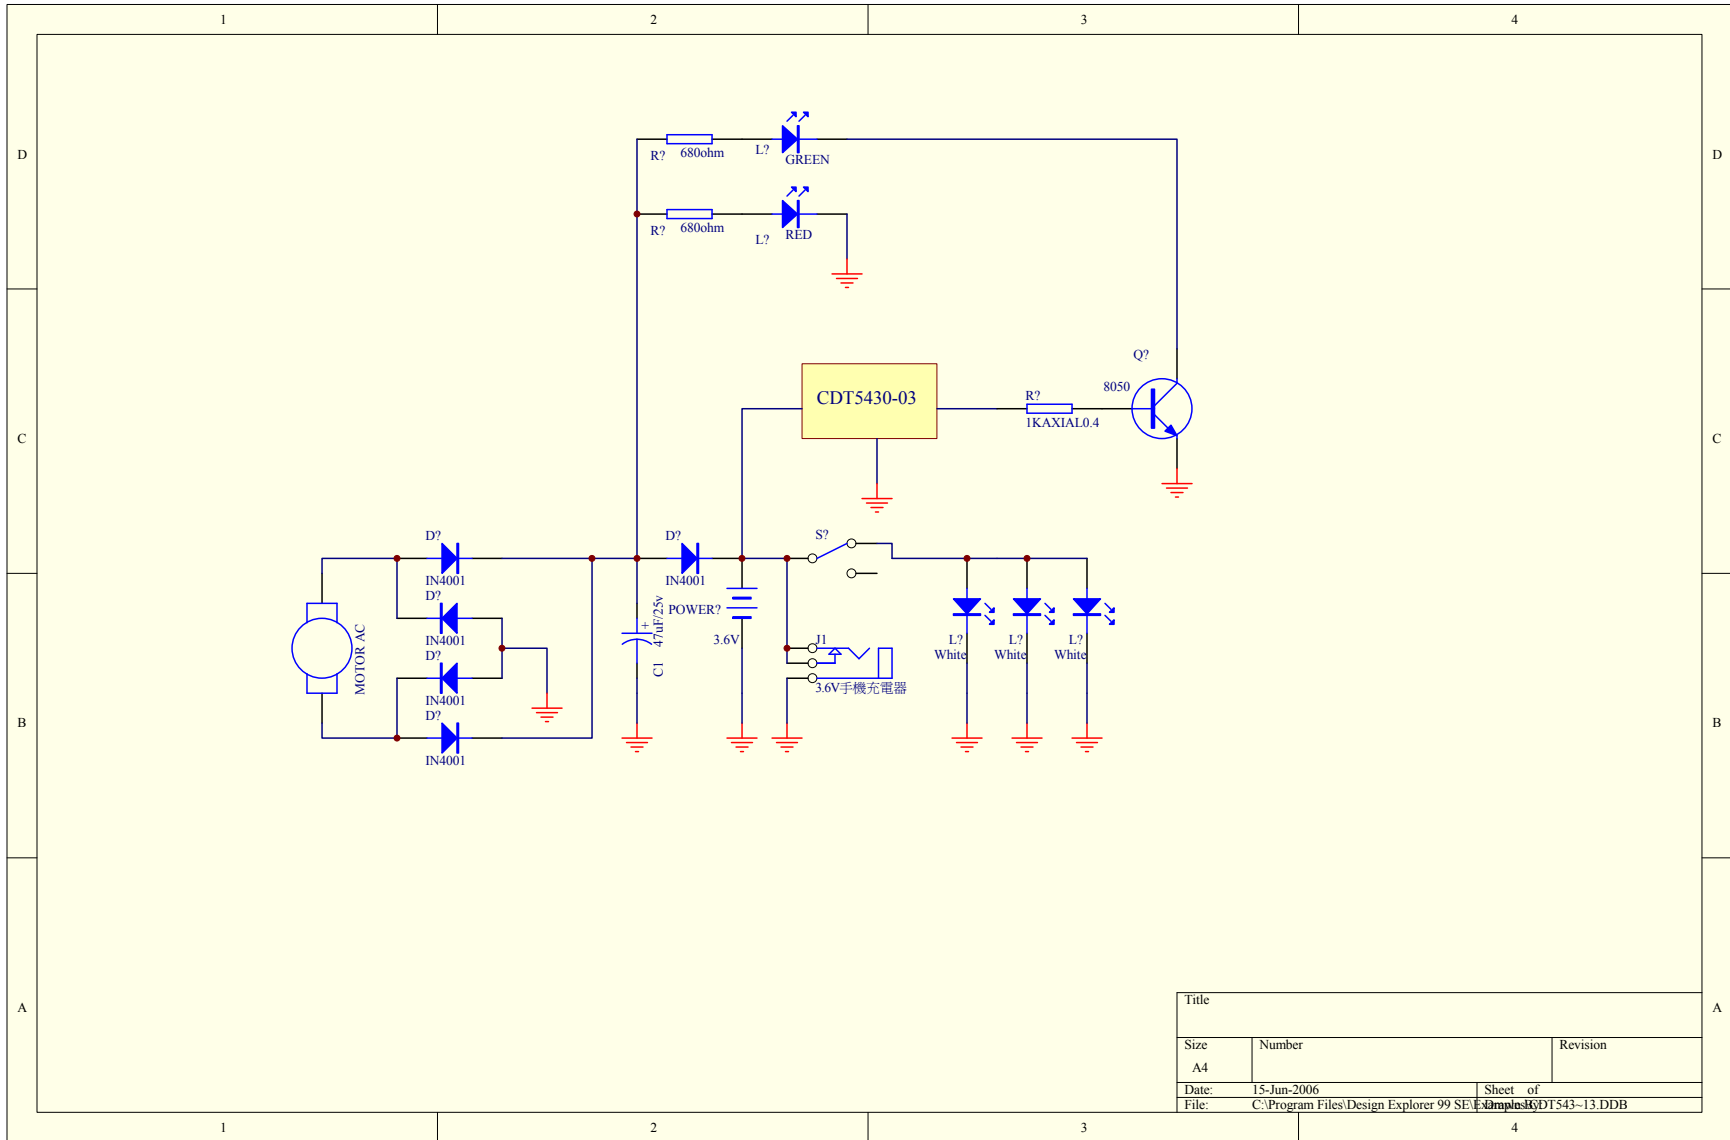 1 2 3 4
D D
L? GREEN
R? 680ohm
L? RED
R? 680ohm
Q?
8050
CDT5430-03
R?
1KAXIAL0.4
C C
D? D? S?
IN4001 IN4001
D?
IN4001
D?
IN4001
D?
IN4001
MOTOR AC
C1 47uF/25v
+
POWER?
3.6V
J1
3.6V手機充電器
L? L? L?
White White White
B B
A A
Title
Size Number Revision
A4
Date: 15-Jun-2006 Sheet of
File: C:\Program Files\Design Explorer 99 SE\
Drawn By:
CDT543~13.DDB
1 2 3 4